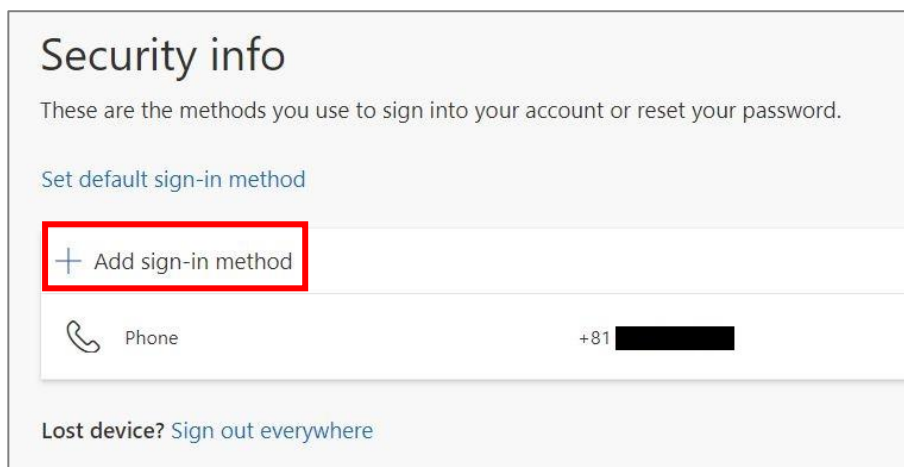 Security info
These are the methods you use to sign into your account or reset your password.
Set default sign-in method
Add sign-in method
Phone +81
Lost device? Sign out everywhere